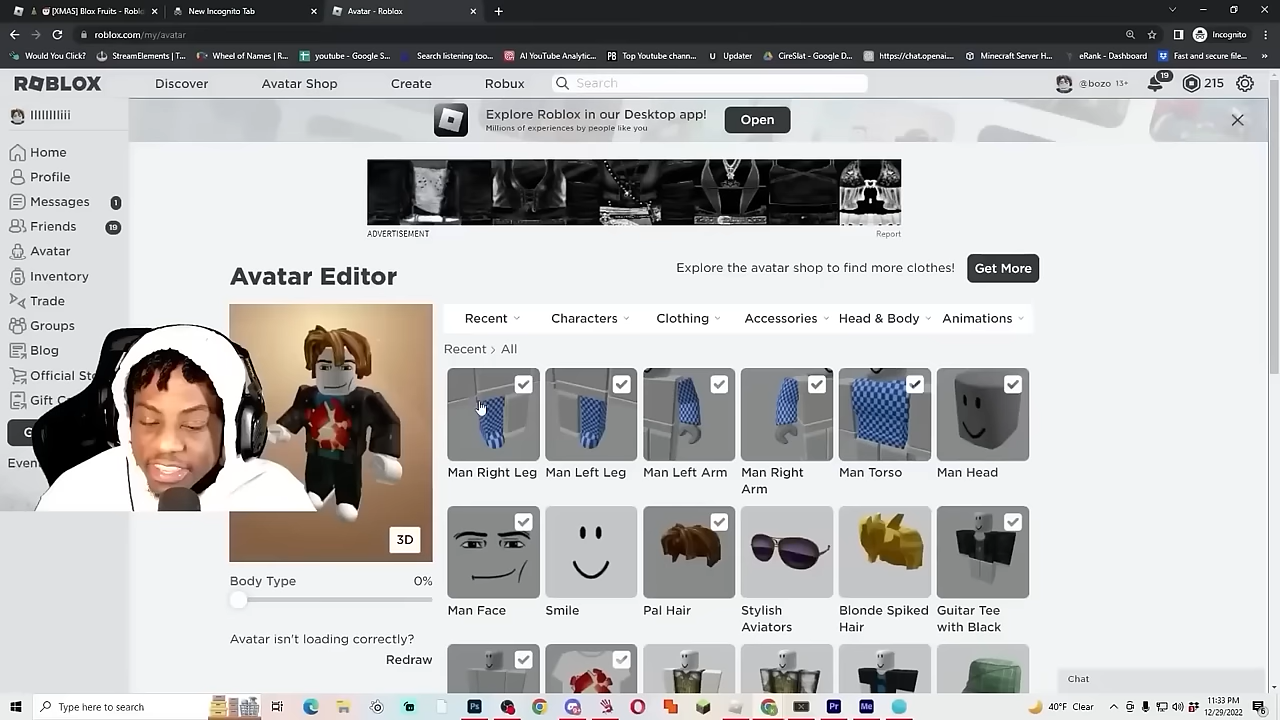 [XMAS] Blox Fruits - Roblo
New Incognito Tab
Avatar - Roblox
roblox.com/my/avatar
Incognito
Would You Click?
StreamElements | T...
Wheel of Names | R...
youtube - Google S...
Search listening too...
AI YouTube Analytic...
Top Youtube chann...
Updater
CireSlat - Google D...
https://chat.openai....
Minecraft Server H...
eRank - Dashboard
Fast and secure file...
ROBLOX
Discover
Avatar Shop
Create
Robux
Search
@bozo 13+
19
215
Explore Roblox in our Desktop app!
Millions of experiences by people like you
Open
Home
Profile
Messages
1
Friends
19
Avatar
Inventory
Trade
Groups
Blog
Official Sto
Gift C
G
Even
ADVERTISEMENT
Report
Avatar Editor
Explore the avatar shop to find more clothes!
Get More
Recent
Characters
Clothing
Accessories
Head & Body
Animations
Recent > All
Man Right Leg
Man Left Leg
Man Left Arm
Man Right Arm
Man Torso
Man Head
3D
Man Face
Smile
Pal Hair
Stylish Aviators
Blonde Spiked Hair
Guitar Tee with Black
Body Type
0%
Avatar isn't loading correctly?
Redraw
Chat
Type here to search
40°F Clear
11:33 PM
12/29/2022